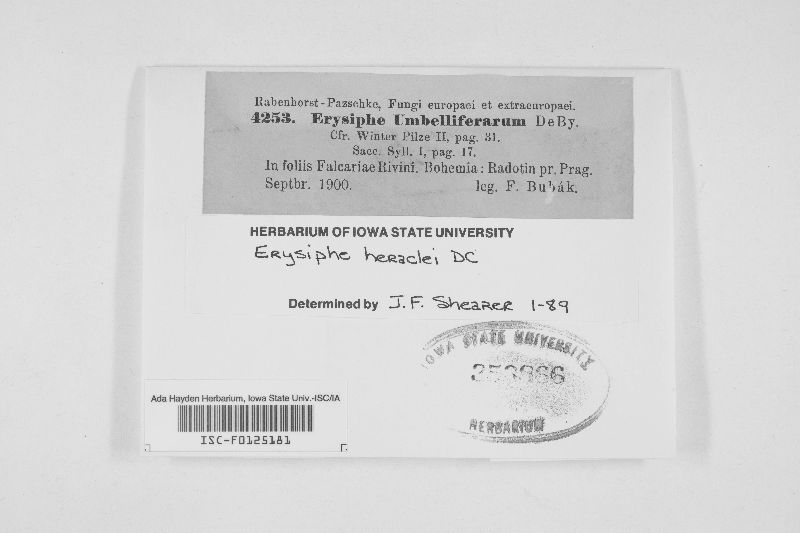 Rabenhorst-Pazschke, Fungi europaei et extraeuropaei.
4253. Erysiphe Umbelliferarum DeBy.
Cfr. Winter Pilze II, pag. 31.
Sacc. Syll. I, pag. 17.
In foliis Falcariae Rivini. Bohemia: Radotin pr. Prag.
Septbr. 1900. leg. F. Bubák.
HERBARIUM OF IOWA STATE UNIVERSITY
Erysiphe heraclei DC
Determined by J.F. Shearer 1-89
IOWA STATE UNIVERSITY
HERBARIUM
Ada Hayden Herbarium, Iowa State Univ.-ISC/IA
ISC-F0125181